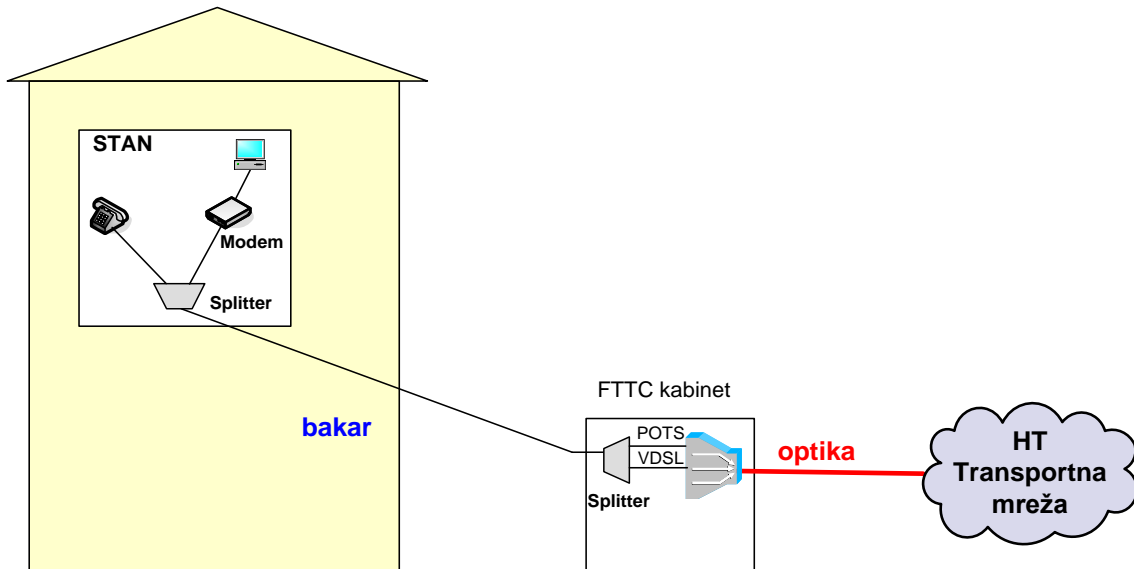 STAN
Modem
Splitter
bakar
FTTC kabinet
POTS
VDSL
Splitter
optika
HT
Transportna
mreža